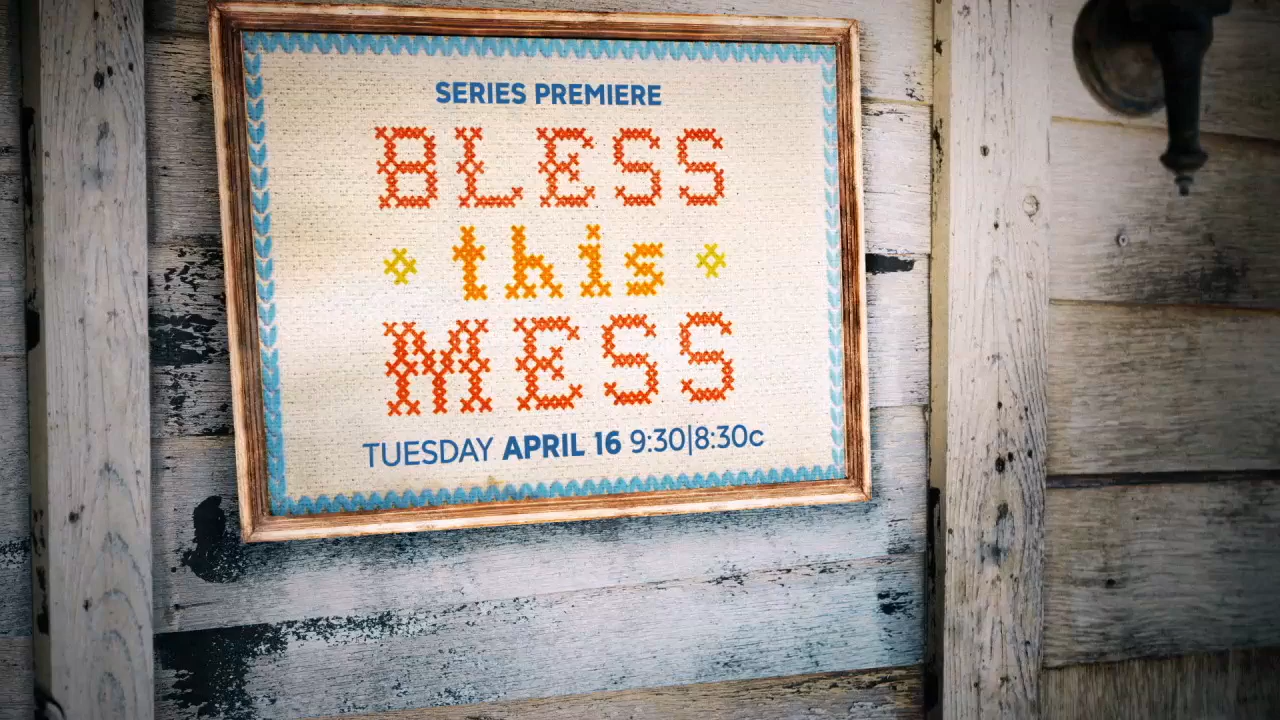 SERIES PREMIERE
BLESS
this
MESS
TUESDAY APRIL 16 9:30|8:30c